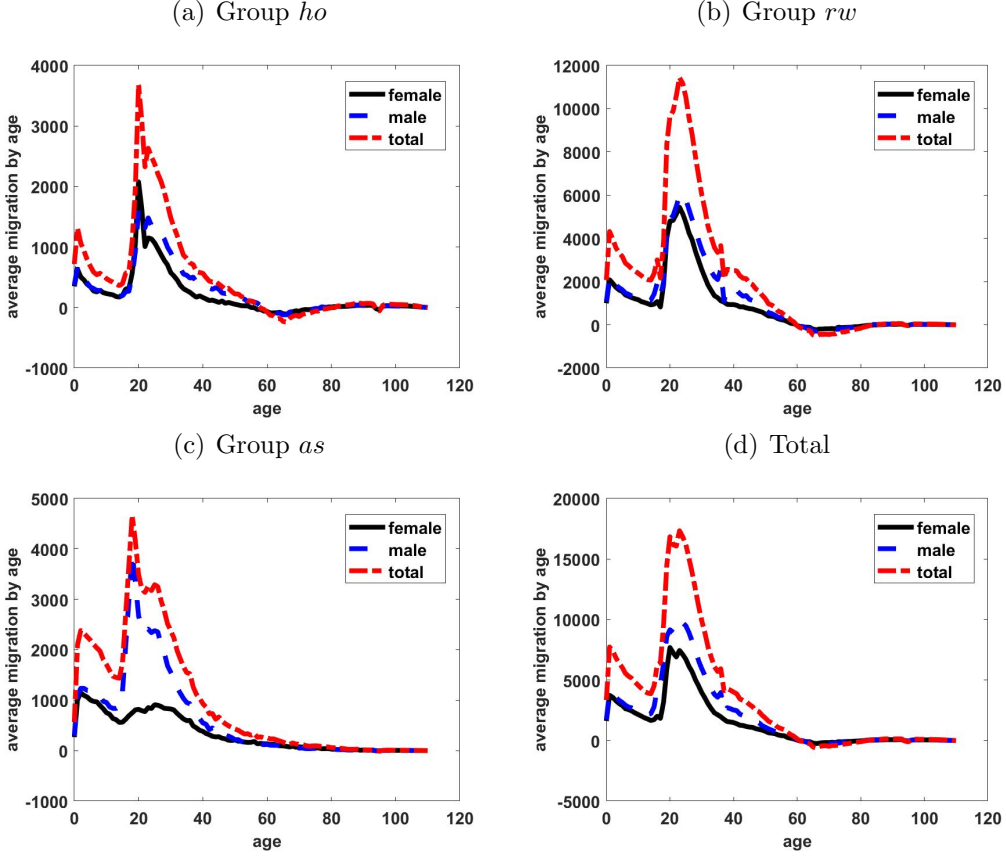 (a) Group ho
average migration by age
4000
3000
2000
1000
0
-1000
0 20 40 60 80 100 120
age
female
male
total
(b) Group rw
average migration by age
12000
10000
8000
6000
4000
2000
0
-2000
0 20 40 60 80 100 120
age
female
male
total
(c) Group as
average migration by age
5000
4000
3000
2000
1000
0
-1000
0 20 40 60 80 100 120
age
female
male
total
(d) Total
average migration by age
20000
15000
10000
5000
0
-5000
0 20 40 60 80 100 120
age
female
male
total